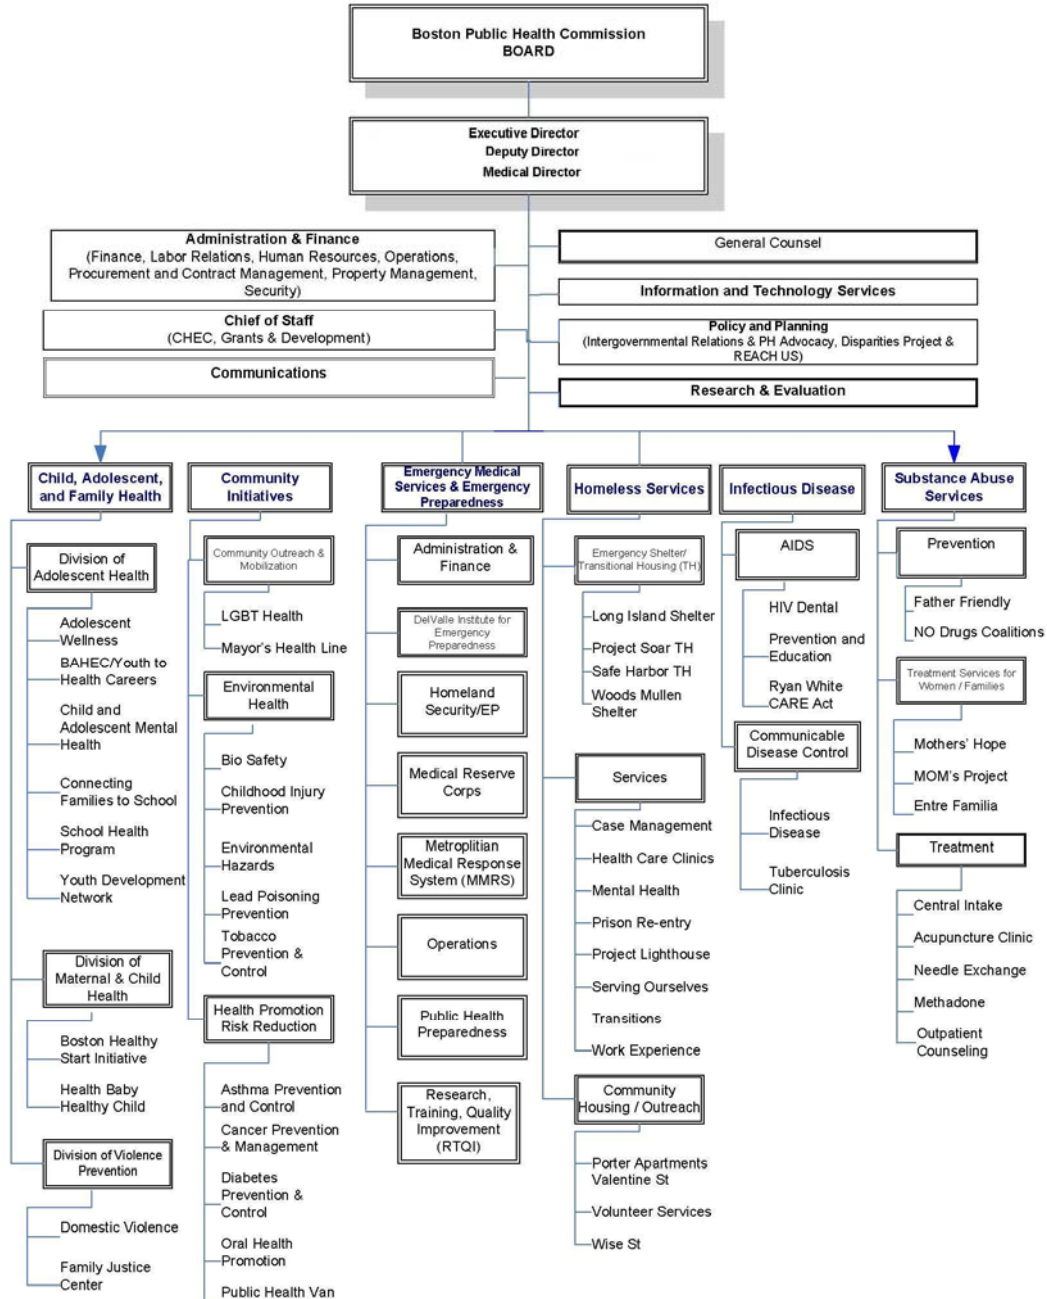 Boston Public Health Commission
BOARD
Executive Director
Deputy Director
Medical Director
Administration & Finance
(Finance, Labor Relations, Human Resources, Operations,
Procurement and Contract Management, Property Management,
Security)
General Counsel
Information and Technology Services
Chief of Staff
(CHEC, Grants & Development)
Policy and Planning
(Intergovernmental Relations & PH Advocacy, Disparities Project &
REACH US)
Communications
Research & Evaluation
Child, Adolescent,
and Family Health
Division of
Adolescent Health
Adolescent
Wellness
BAHEC/Youth to
Health Careers
Child and
Adolescent Mental
Health
Connecting
Families to School
School Health
Program
Youth Development
Network
Division of
Maternal & Child
Health
Boston Healthy
Start Initiative
Health Baby
Healthy Child
Division of Violence
Prevention
Domestic Violence
Family Justice
Center
Community
Initiatives
Community Outreach &
Mobilization
LGBT Health
Mayor's Health Line
Environmental
Health
Bio Safety
Childhood Injury
Prevention
Environmental
Hazards
Lead Poisoning
Prevention
Tobacco
Prevention &
Control
Health Promotion
Risk Reduction
Asthma Prevention
and Control
Cancer Prevention
& Management
Diabetes
Prevention &
Control
Oral Health
Promotion
Public Health Van
Emergency Medical
Services & Emergency
Preparedness
Administration &
Finance
DelValle Institute for
Emergency
Preparedness
Homeland
Security/EP
Medical Reserve
Corps
Metroplitian
Medical Response
System (MMRS)
Operations
Public Health
Preparedness
Research,
Training, Quality
Improvement
(RTQI)
Homeless Services
Emergency Shelter/
Transitional Housing (TH)
Long Island Shelter
Project Soar TH
Safe Harbor TH
Woods Mullen
Shelter
Services
Case Management
Health Care Clinics
Mental Health
Prison Re-entry
Project Lighthouse
Serving Ourselves
Transitions
Work Experience
Community
Housing / Outreach
Porter Apartments
Valentine St
Volunteer Services
Wise St
Infectious Disease
AIDS
HIV Dental
Prevention and
Education
Ryan White
CARE Act
Communicable
Disease Control
Infectious
Disease
Tuberculosis
Clinic
Substance Abuse
Services
Prevention
Father Friendly
NO Drugs Coalitions
Treatment Services for
Women / Families
Mothers' Hope
MOM's Project
Entre Familia
Treatment
Central Intake
Acupuncture Clinic
Needle Exchange
Methadone
Outpatient
Counseling